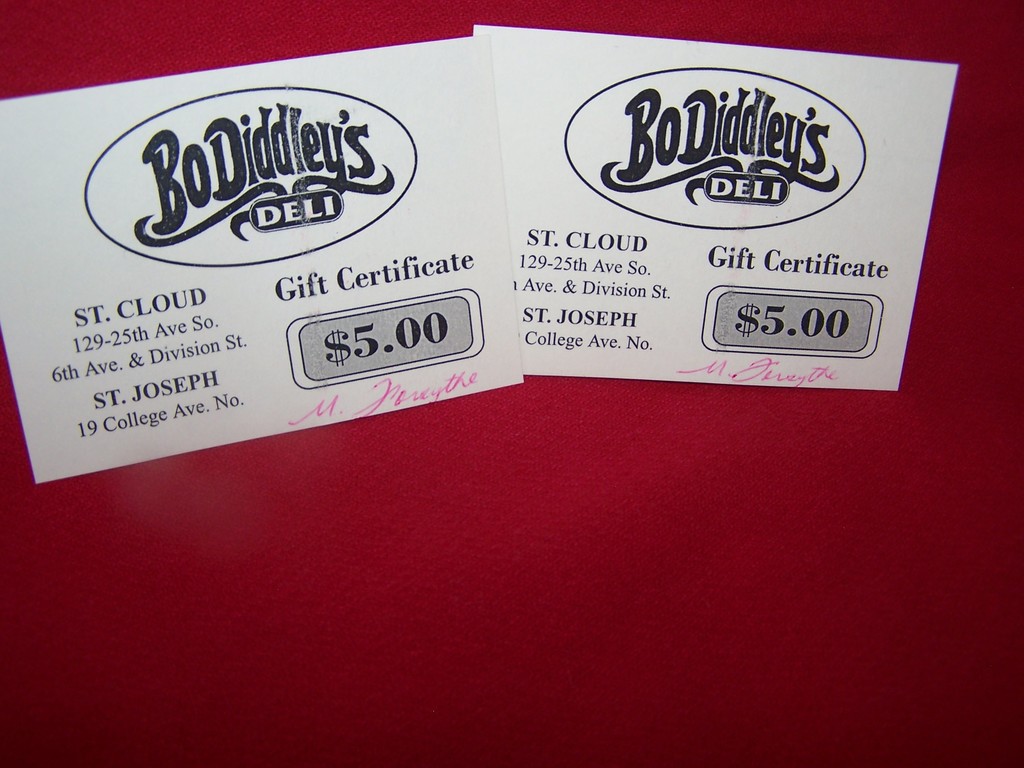 BoDiddley's
DELI
ST. CLOUD
129-25th Ave So.
6th Ave. & Division St.
ST. JOSEPH
19 College Ave. No.
Gift Certificate
$5.00
M. Forsythe
BoDiddley's
DELI
ST. CLOUD
129-25th Ave So.
Ave. & Division St.
ST. JOSEPH
College Ave. No.
Gift Certificate
$5.00
M. Forsythe